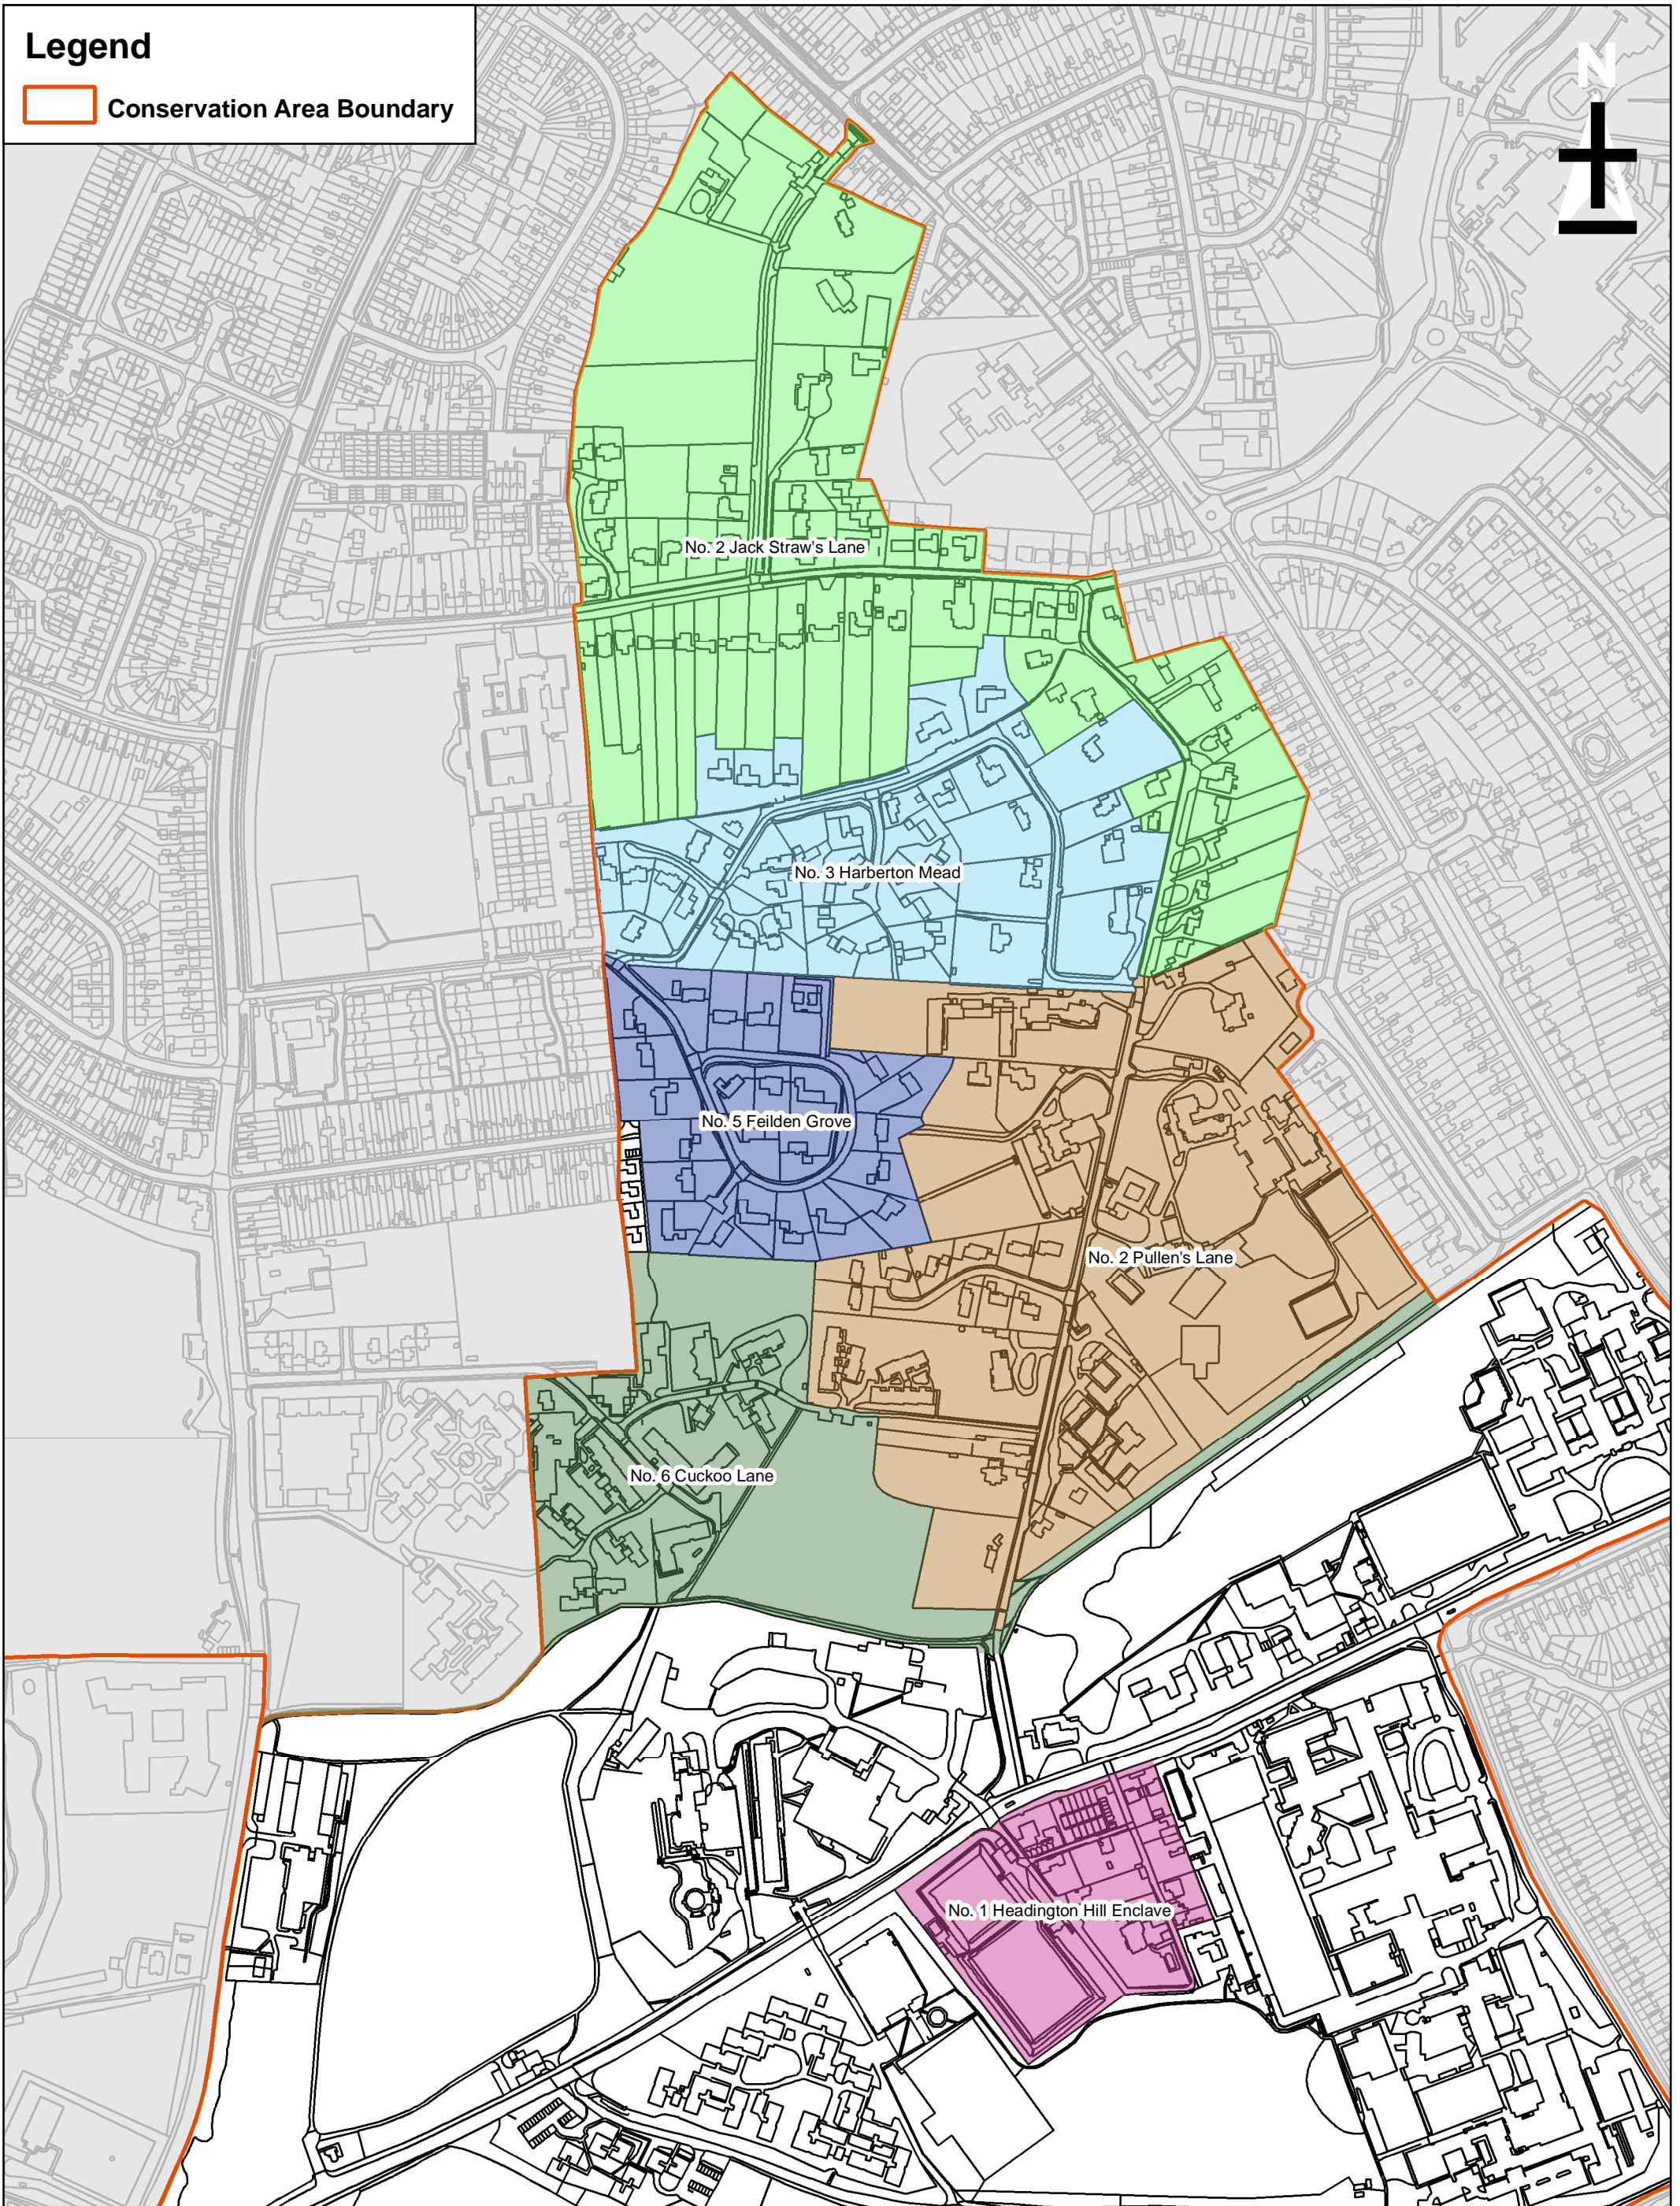 Legend
Conservation Area Boundary
N
No. 2 Jack Straw's Lane
No. 3 Harberton Mead
No. 5 Feilden Grove
No. 2 Pullen's Lane
No. 6 Cuckoo Lane
No. 1 Headington Hill Enclave